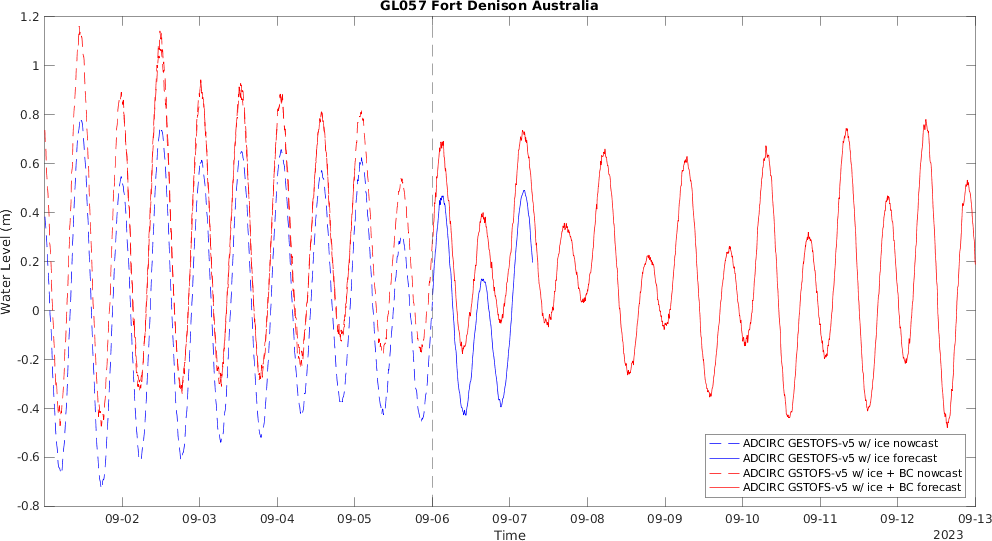 GL057 Fort Denison Australia
1.2
1
0.8
0.6
0.4
0.2
0
-0.2
-0.4
-0.6
-0.8
Water Level (m)
ADCIRC GESTOFS-v5 w/ ice nowcast
ADCIRC GESTOFS-v5 w/ ice forecast
ADCIRC GSTOFS-v5 w/ ice + BC nowcast
ADCIRC GSTOFS-v5 w/ ice + BC forecast
09-02 09-03 09-04 09-05 09-06 09-07 09-08 09-09 09-10 09-11 09-12 09-13
Time
2023